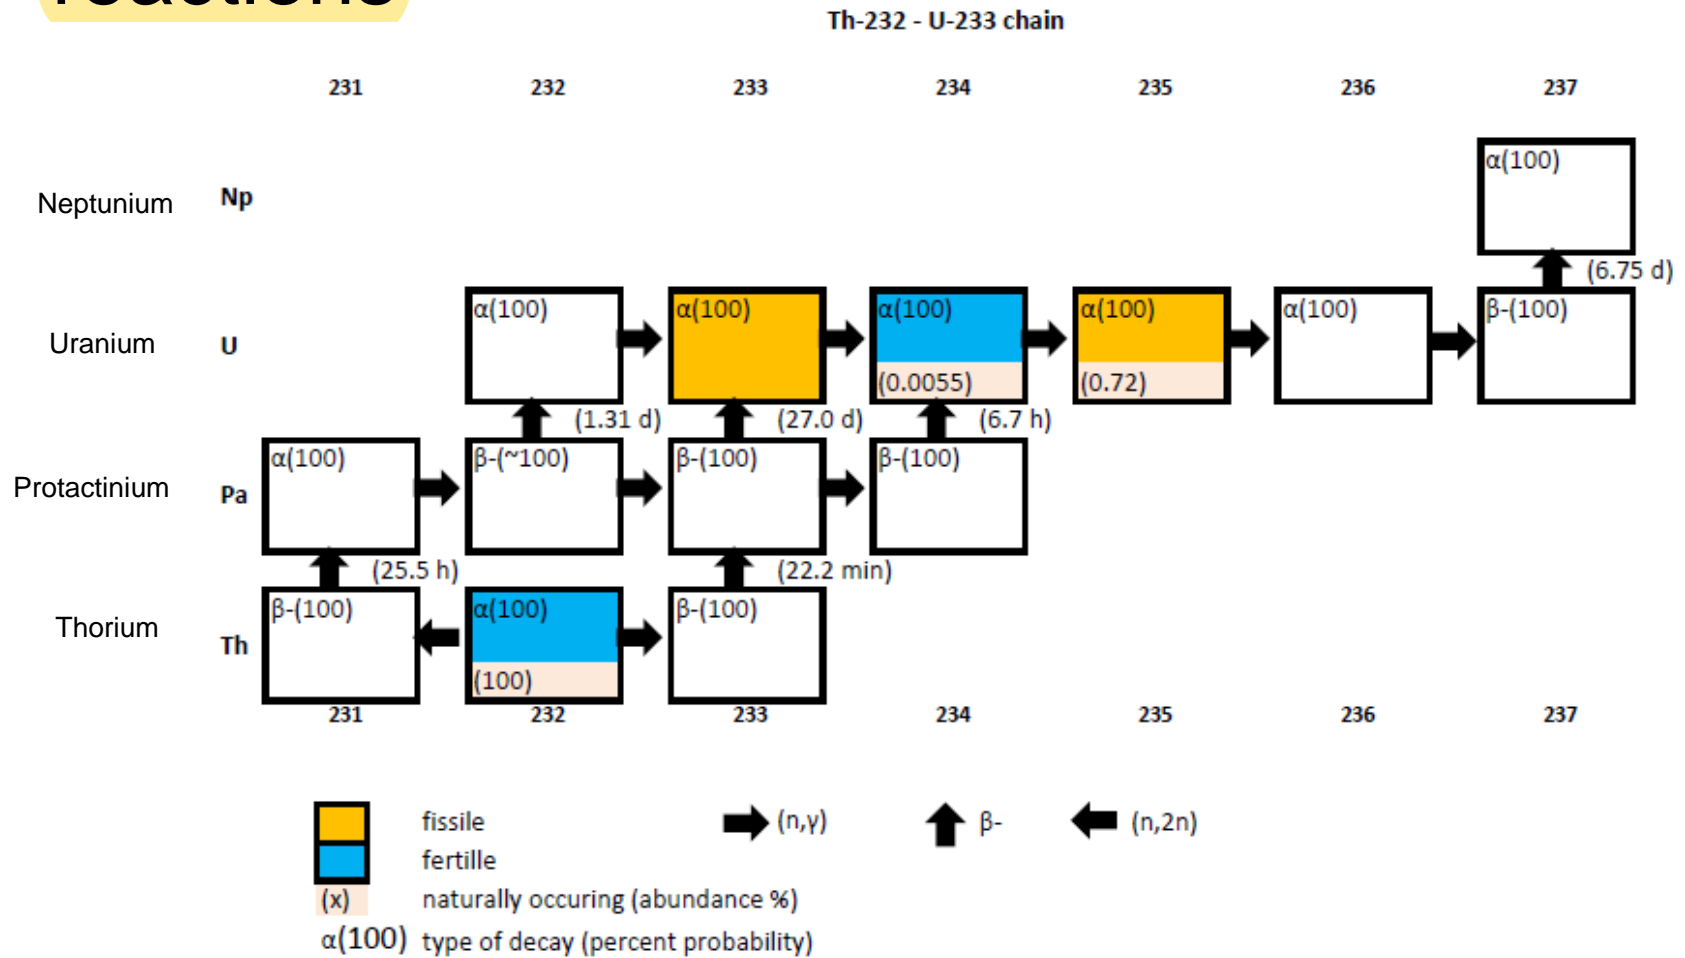 reactions
Th-232 - U-233 chain
231 232 233 234 235 236 237
α(100)
Neptunium Np
(6.75 d)
α(100) α(100) α(100) α(100) α(100) β-(100)
Uranium U
(0.0055) (0.72)
(1.31 d) (27.0 d) (6.7 h)
α(100) β-(~100) β-(100) β-(100)
Protactinium Pa
(25.5 h) (22.2 min)
β-(100) α(100) β-(100)
Thorium Th
(100)
231 232 233 234 235 236 237
fissile (n,γ) β- (n,2n)
fertille
(x) naturally occuring (abundance %)
α(100) type of decay (percent probability)